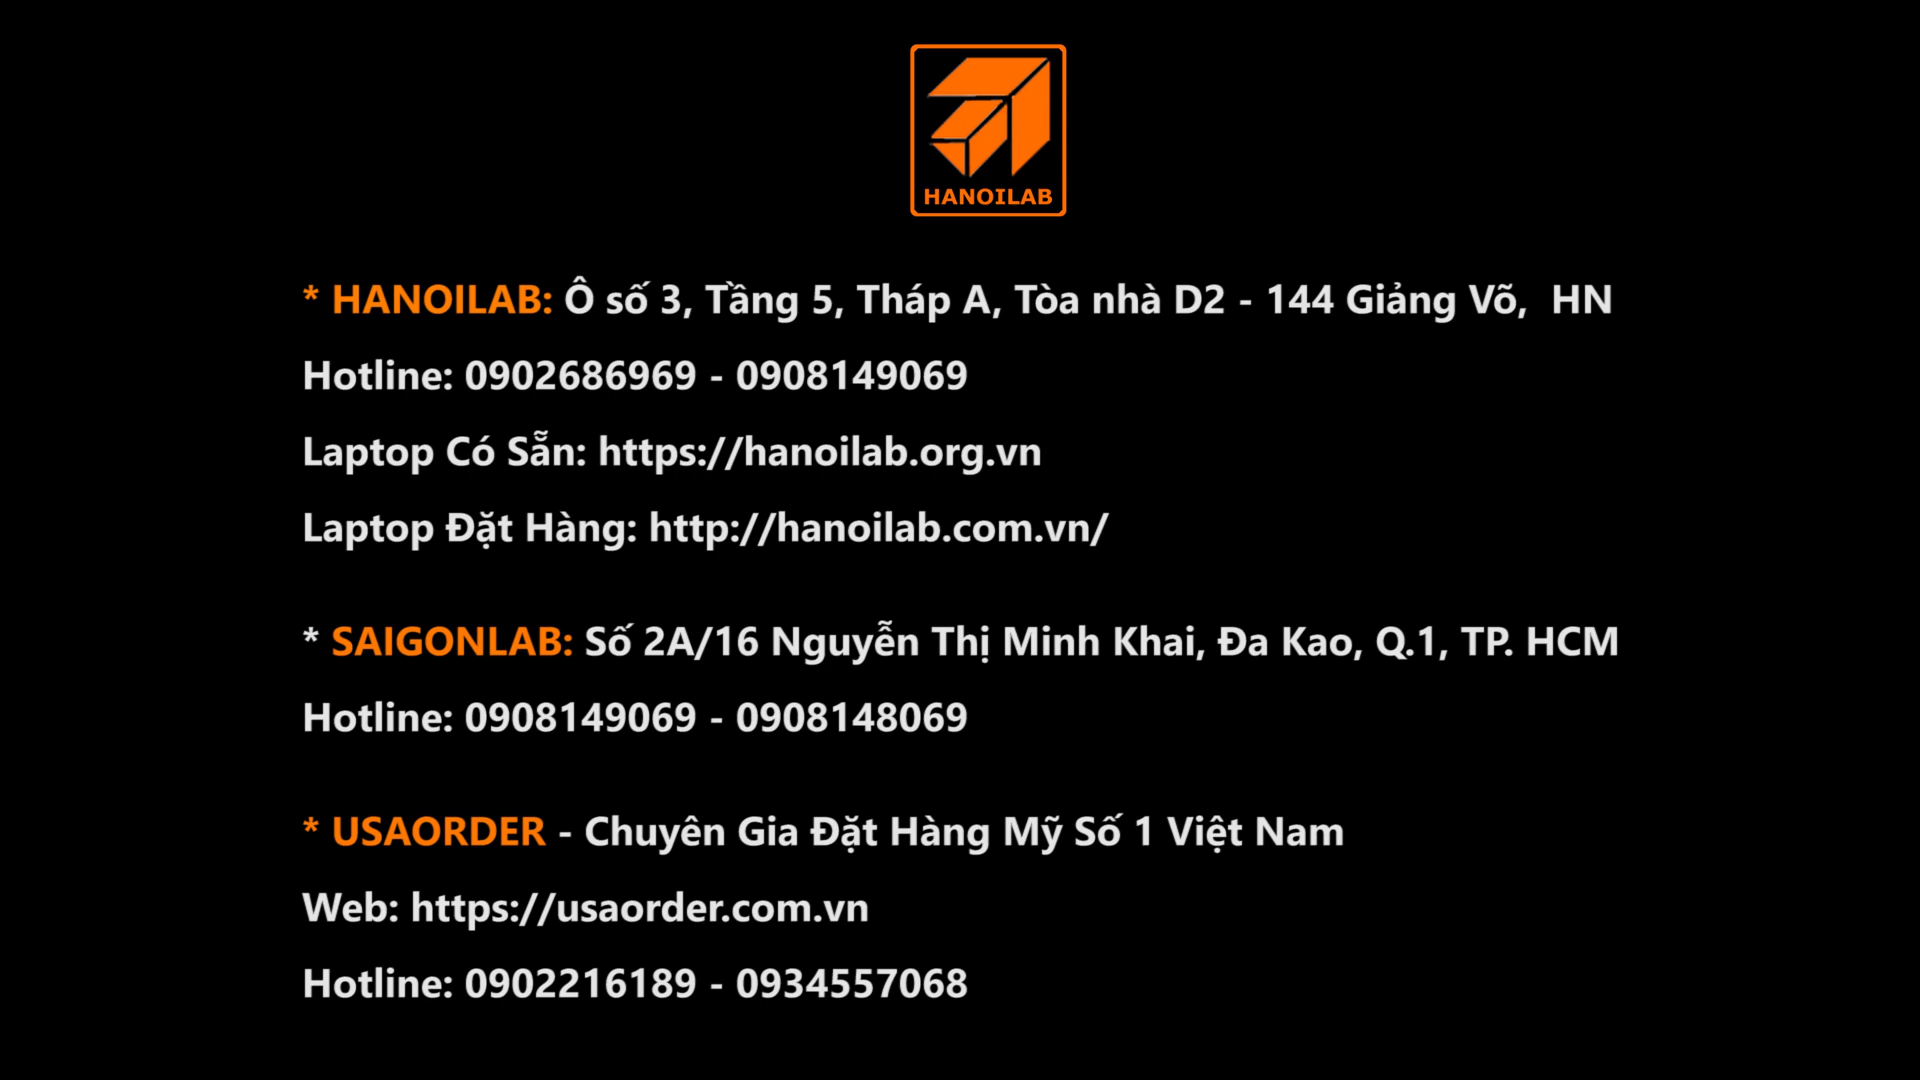 HANOILAB
* HANOILAB: Ô số 3, Tầng 5, Tháp A, Tòa nhà D2 - 144 Giảng Võ,  HN
Hotline: 0902686969 - 0908149069
Laptop Có Sẵn: https://hanoilab.org.vn
Laptop Đặt Hàng: http://hanoilab.com.vn/
* SAIGONLAB: Số 2A/16 Nguyễn Thị Minh Khai, Đa Kao, Q.1, TP. HCM
Hotline: 0908149069 - 0908148069
* USAORDER - Chuyên Gia Đặt Hàng Mỹ Số 1 Việt Nam
Web: https://usaorder.com.vn
Hotline: 0902216189 - 0934557068